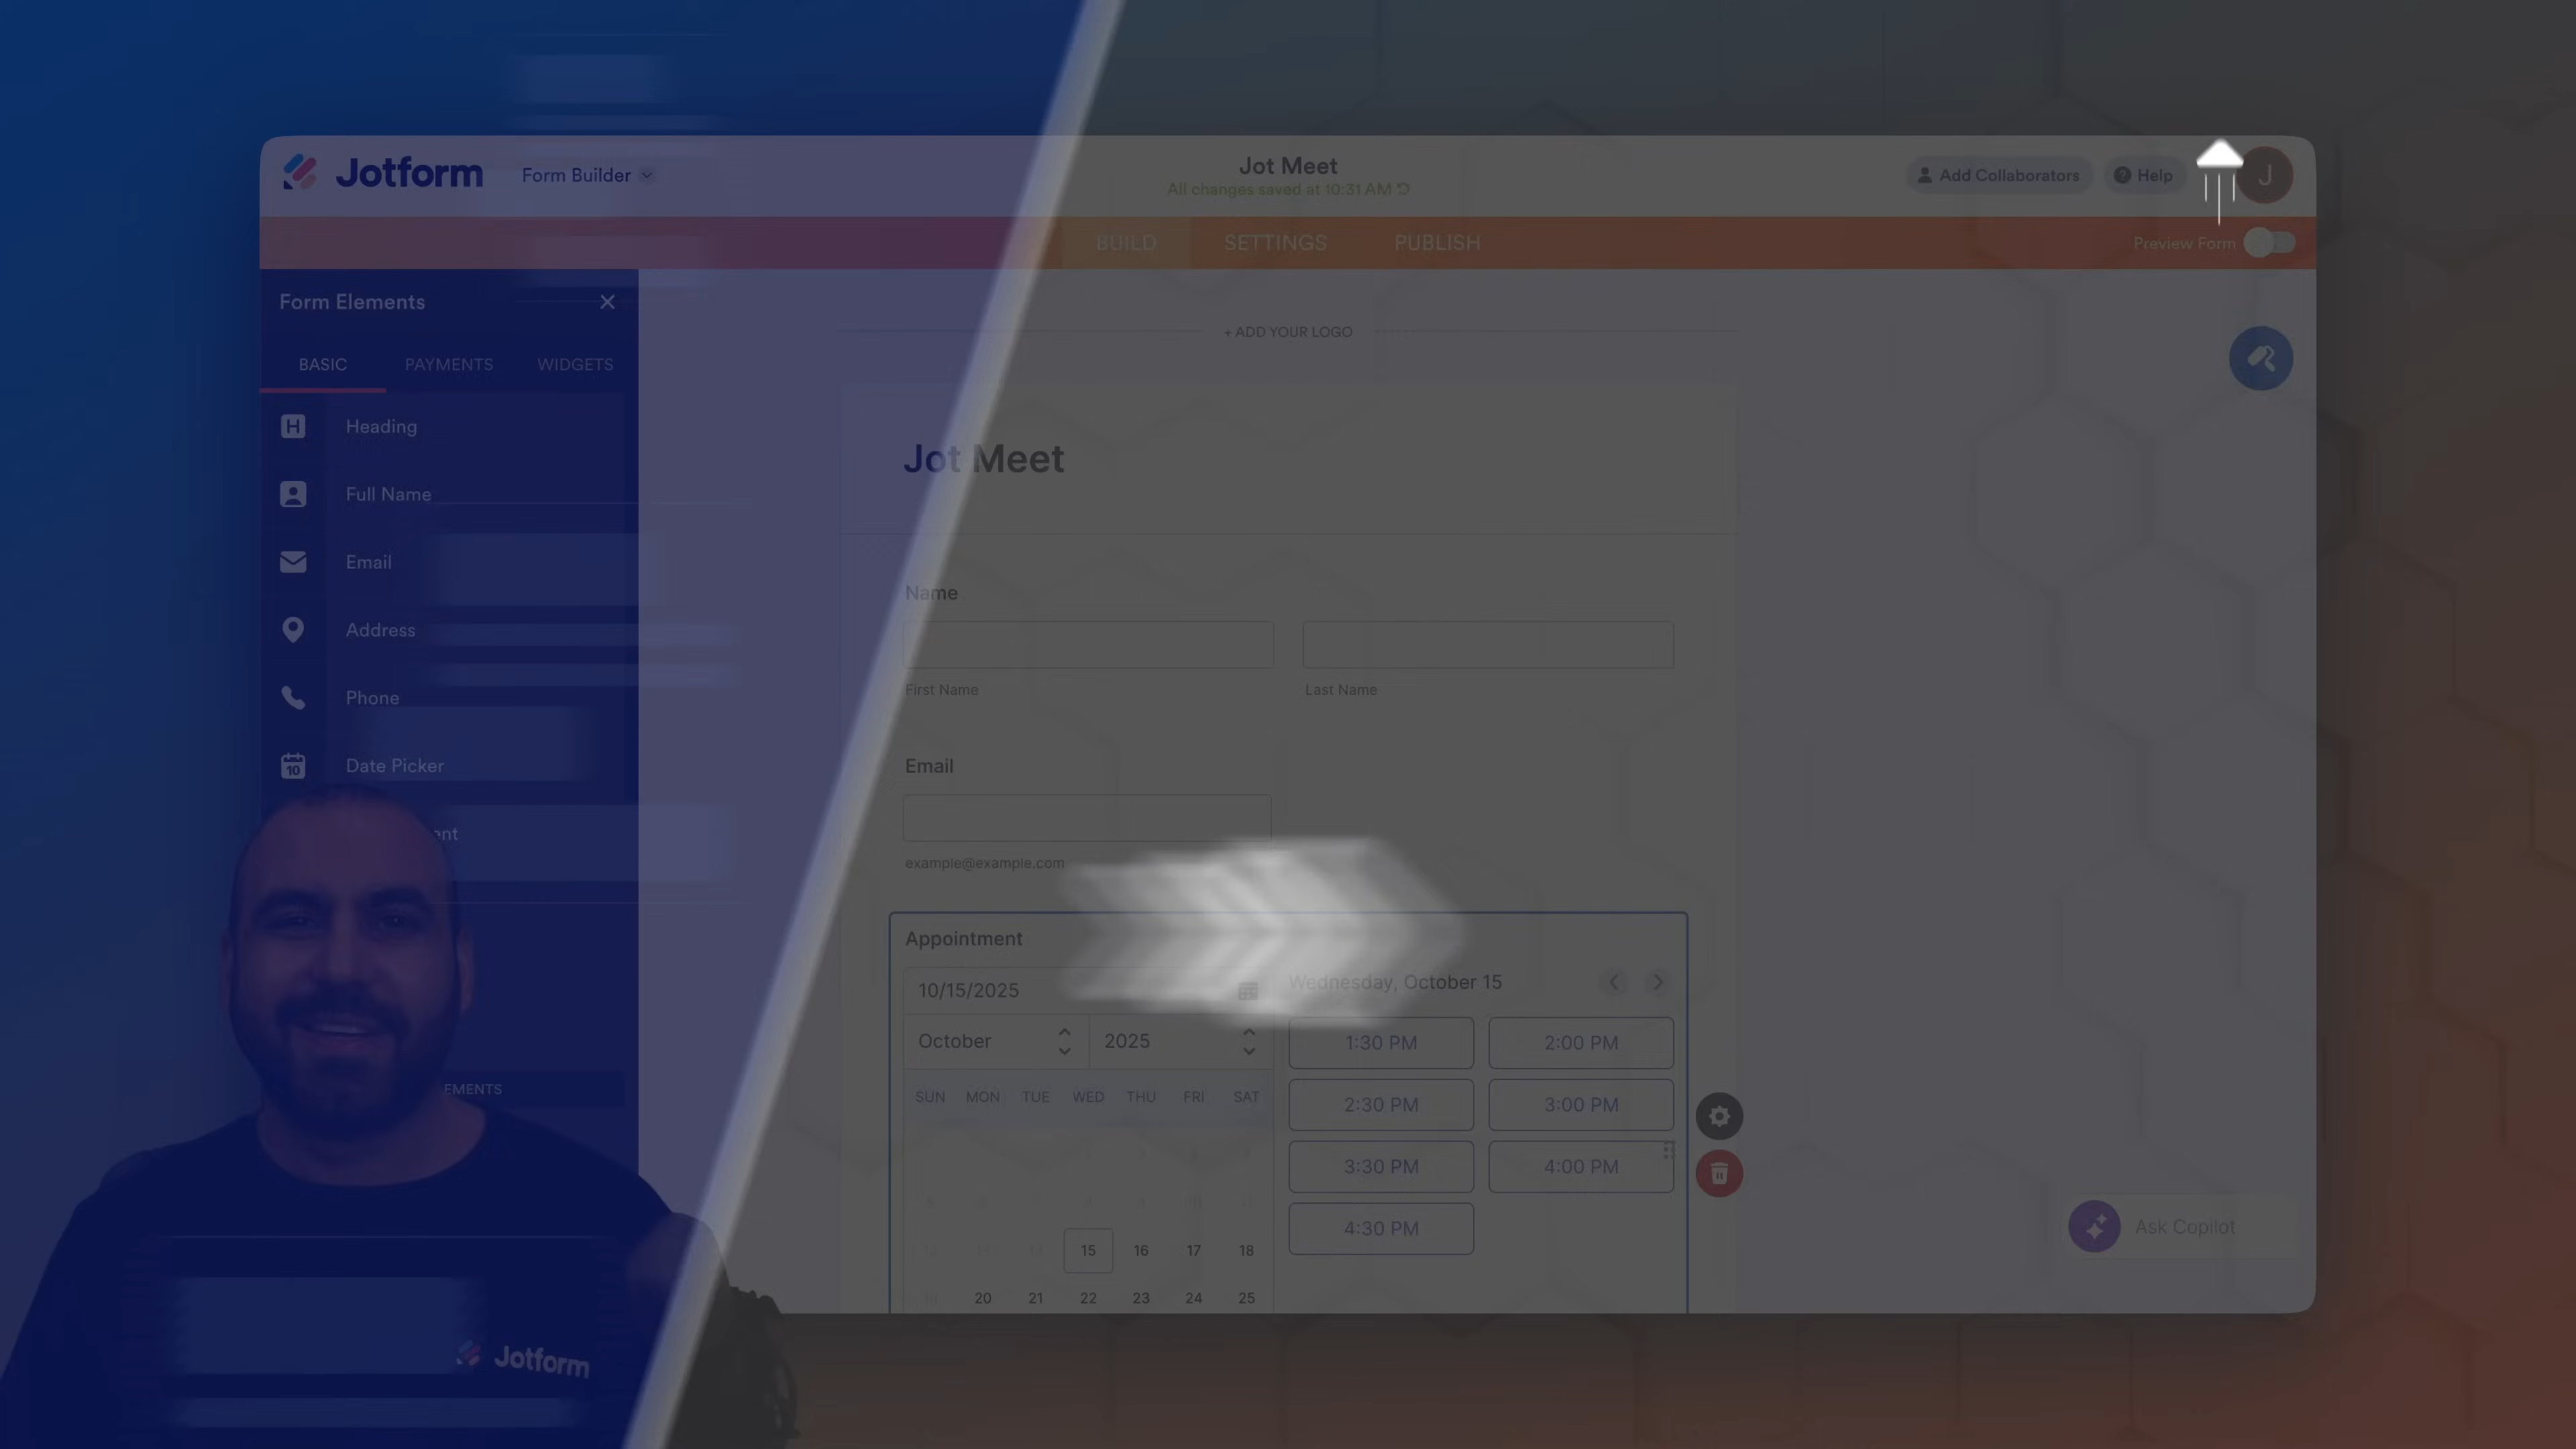 Jotform
Form Builder
Jot Meet
All changes saved at 10:31 AM
Add Collaborators
Help
J
BUILD
SETTINGS
PUBLISH
Preview Form
Form Elements
BASIC
PAYMENTS
WIDGETS
Heading
Full Name
Email
Address
Phone
10
Date Picker
ent
EMENTS
+ ADD YOUR LOGO
Jot Meet
Name
First Name
Last Name
Email
example@example.com
Appointment
10/15/2025
October
2025
SUN MON TUE WED THU FRI SAT
15 16 17 18
20 21 22 23 24 25
Wednesday, October 15
1:30 PM
2:00 PM
2:30 PM
3:00 PM
3:30 PM
4:00 PM
4:30 PM
Ask Copilot
Jotform